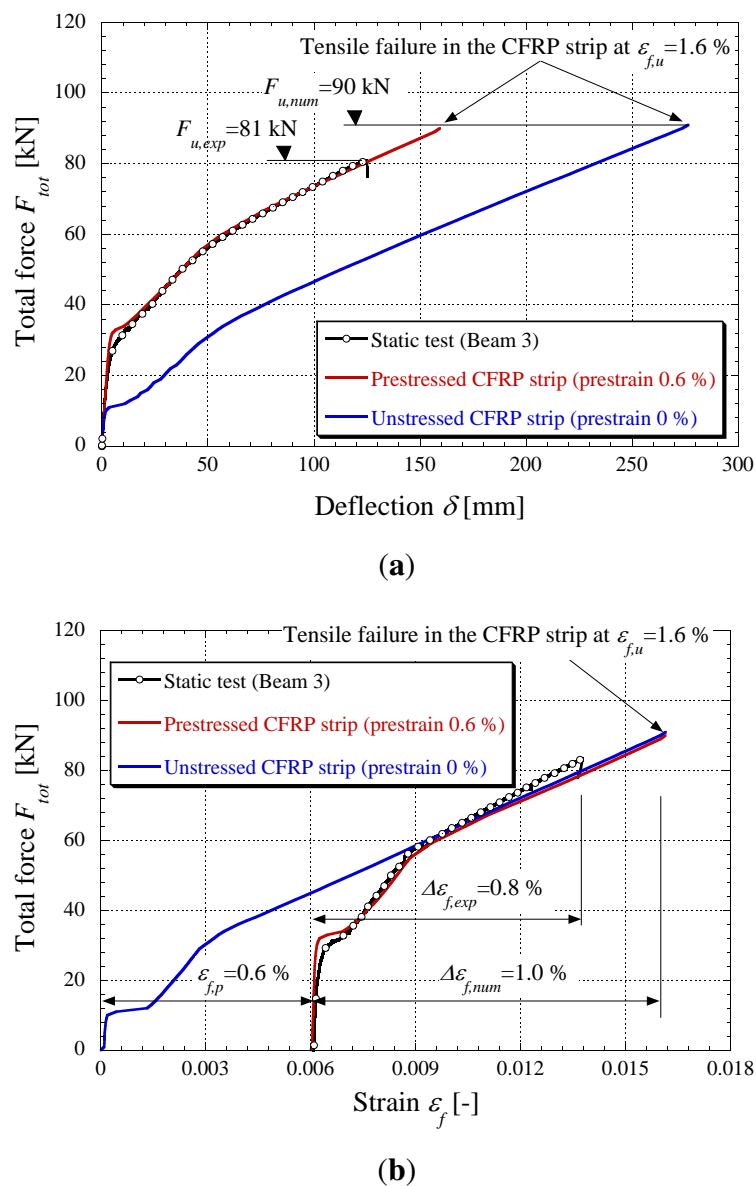 120
100
80
60
40
20
0
Total force F_tot [kN]
Tensile failure in the CFRP strip at ε_f,u=1.6 %
F_u,num=90 kN
F_u,exp=81 kN
Static test (Beam 3)
Prestressed CFRP strip (prestrain 0.6 %)
Unstressed CFRP strip (prestrain 0 %)
0 50 100 150 200 250 300
Deflection δ [mm]
(a)
120
100
80
60
40
20
0
Total force F_tot [kN]
Tensile failure in the CFRP strip at ε_f,u=1.6 %
Static test (Beam 3)
Prestressed CFRP strip (prestrain 0.6 %)
Unstressed CFRP strip (prestrain 0 %)
Δε_f,exp=0.8 %
ε_f,p=0.6 %
Δε_f,num=1.0 %
0 0.003 0.006 0.009 0.012 0.015 0.018
Strain ε_f [-]
(b)